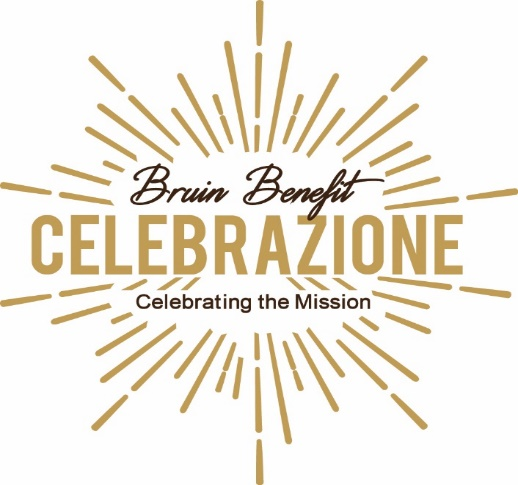 Bruin Benefit
CELEBRAZIONE
Celebrating the Mission